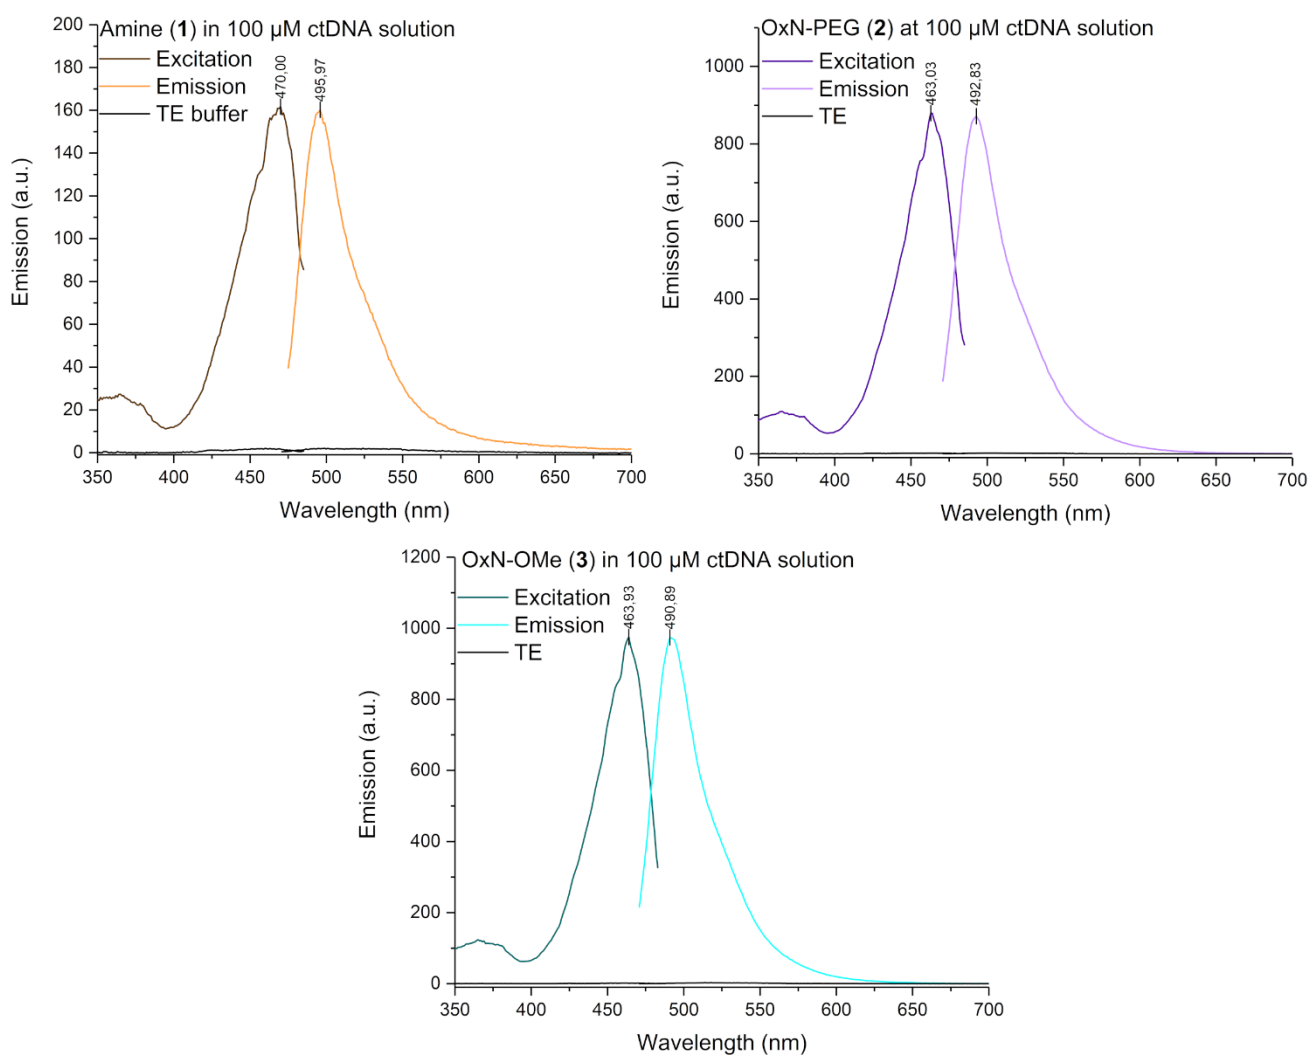 Amine (1) in 100 µM ctDNA solution
Excitation
Emission
TE buffer
470,00
495,97
200
180
160
140
120
100
80
60
40
20
0
350 400 450 500 550 600 650 700
Emission (a.u.)
Wavelength (nm)
OxN-PEG (2) at 100 µM ctDNA solution
Excitation
Emission
TE
463,03
492,83
1000
800
600
400
200
0
350 400 450 500 550 600 650 700
Emission (a.u.)
Wavelength (nm)
OxN-OMe (3) in 100 µM ctDNA solution
Excitation
Emission
TE
463,93
490,89
1200
1000
800
600
400
200
0
350 400 450 500 550 600 650 700
Emission (a.u.)
Wavelength (nm)